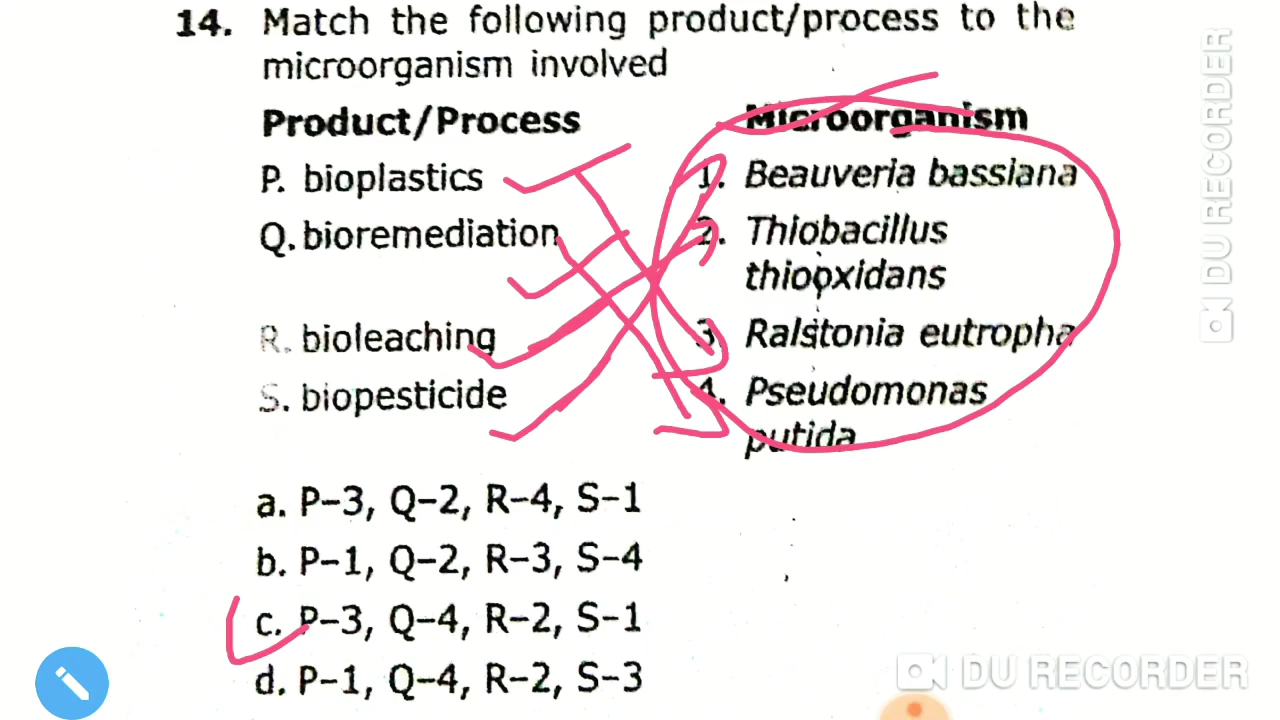 14. Match the following product/process to the
microorganism involved
Product/Process Microorganism
P. bioplastics 1. Beauveria bassiana
Q. bioremediation 2. Thiobacillus
thiooxidans
R. bioleaching 3. Ralstonia eutropha
S. biopesticide 4. Pseudomonas
putida
a. P–3, Q–2, R–4, S–1
b. P–1, Q–2, R–3, S–4
c. P–3, Q–4, R–2, S–1
d. P–1, Q–4, R–2, S–3
DU RECORDER
DU RECORDER